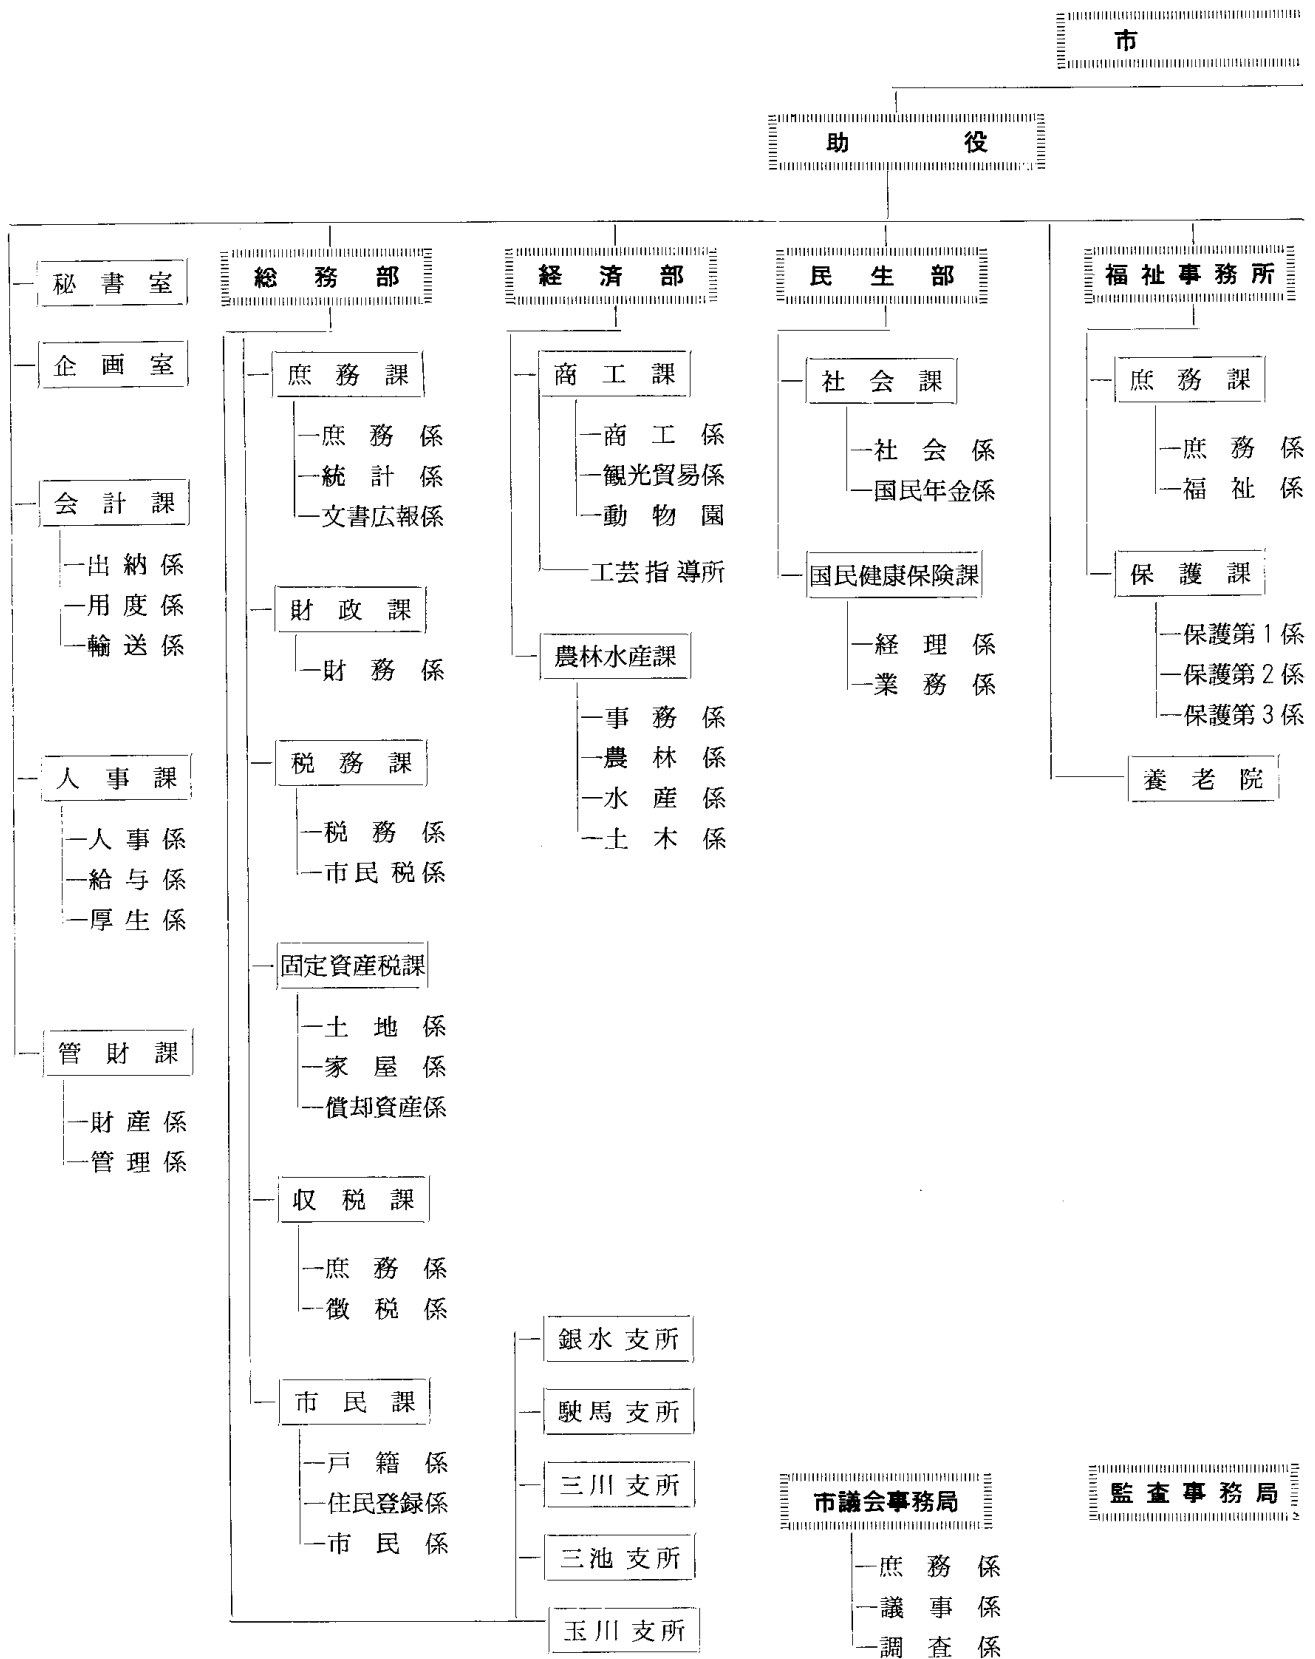 市
助役
秘書室
企画室
会計課
出納係
用度係
輸送係
人事課
人事係
給与係
厚生係
管財課
財産係
管理係
総務部
庶務課
庶務係
統計係
文書広報係
財政課
財務係
税務課
税務係
市民税係
固定資産税課
土地係
家屋係
償却資産係
収税課
庶務係
徴税係
市民課
戸籍係
住民登録係
市民係
銀水支所
駛馬支所
三川支所
三池支所
玉川支所
経済部
商工課
商工係
観光貿易係
動物園
工芸指導所
農林水産課
事務係
農林係
水産係
土木係
民生部
社会課
社会係
国民年金係
国民健康保険課
経理係
業務係
福祉事務所
庶務課
庶務係
福祉係
保護課
保護第1係
保護第2係
保護第3係
養老院
市議会事務局
庶務係
議事係
調査係
監査事務局